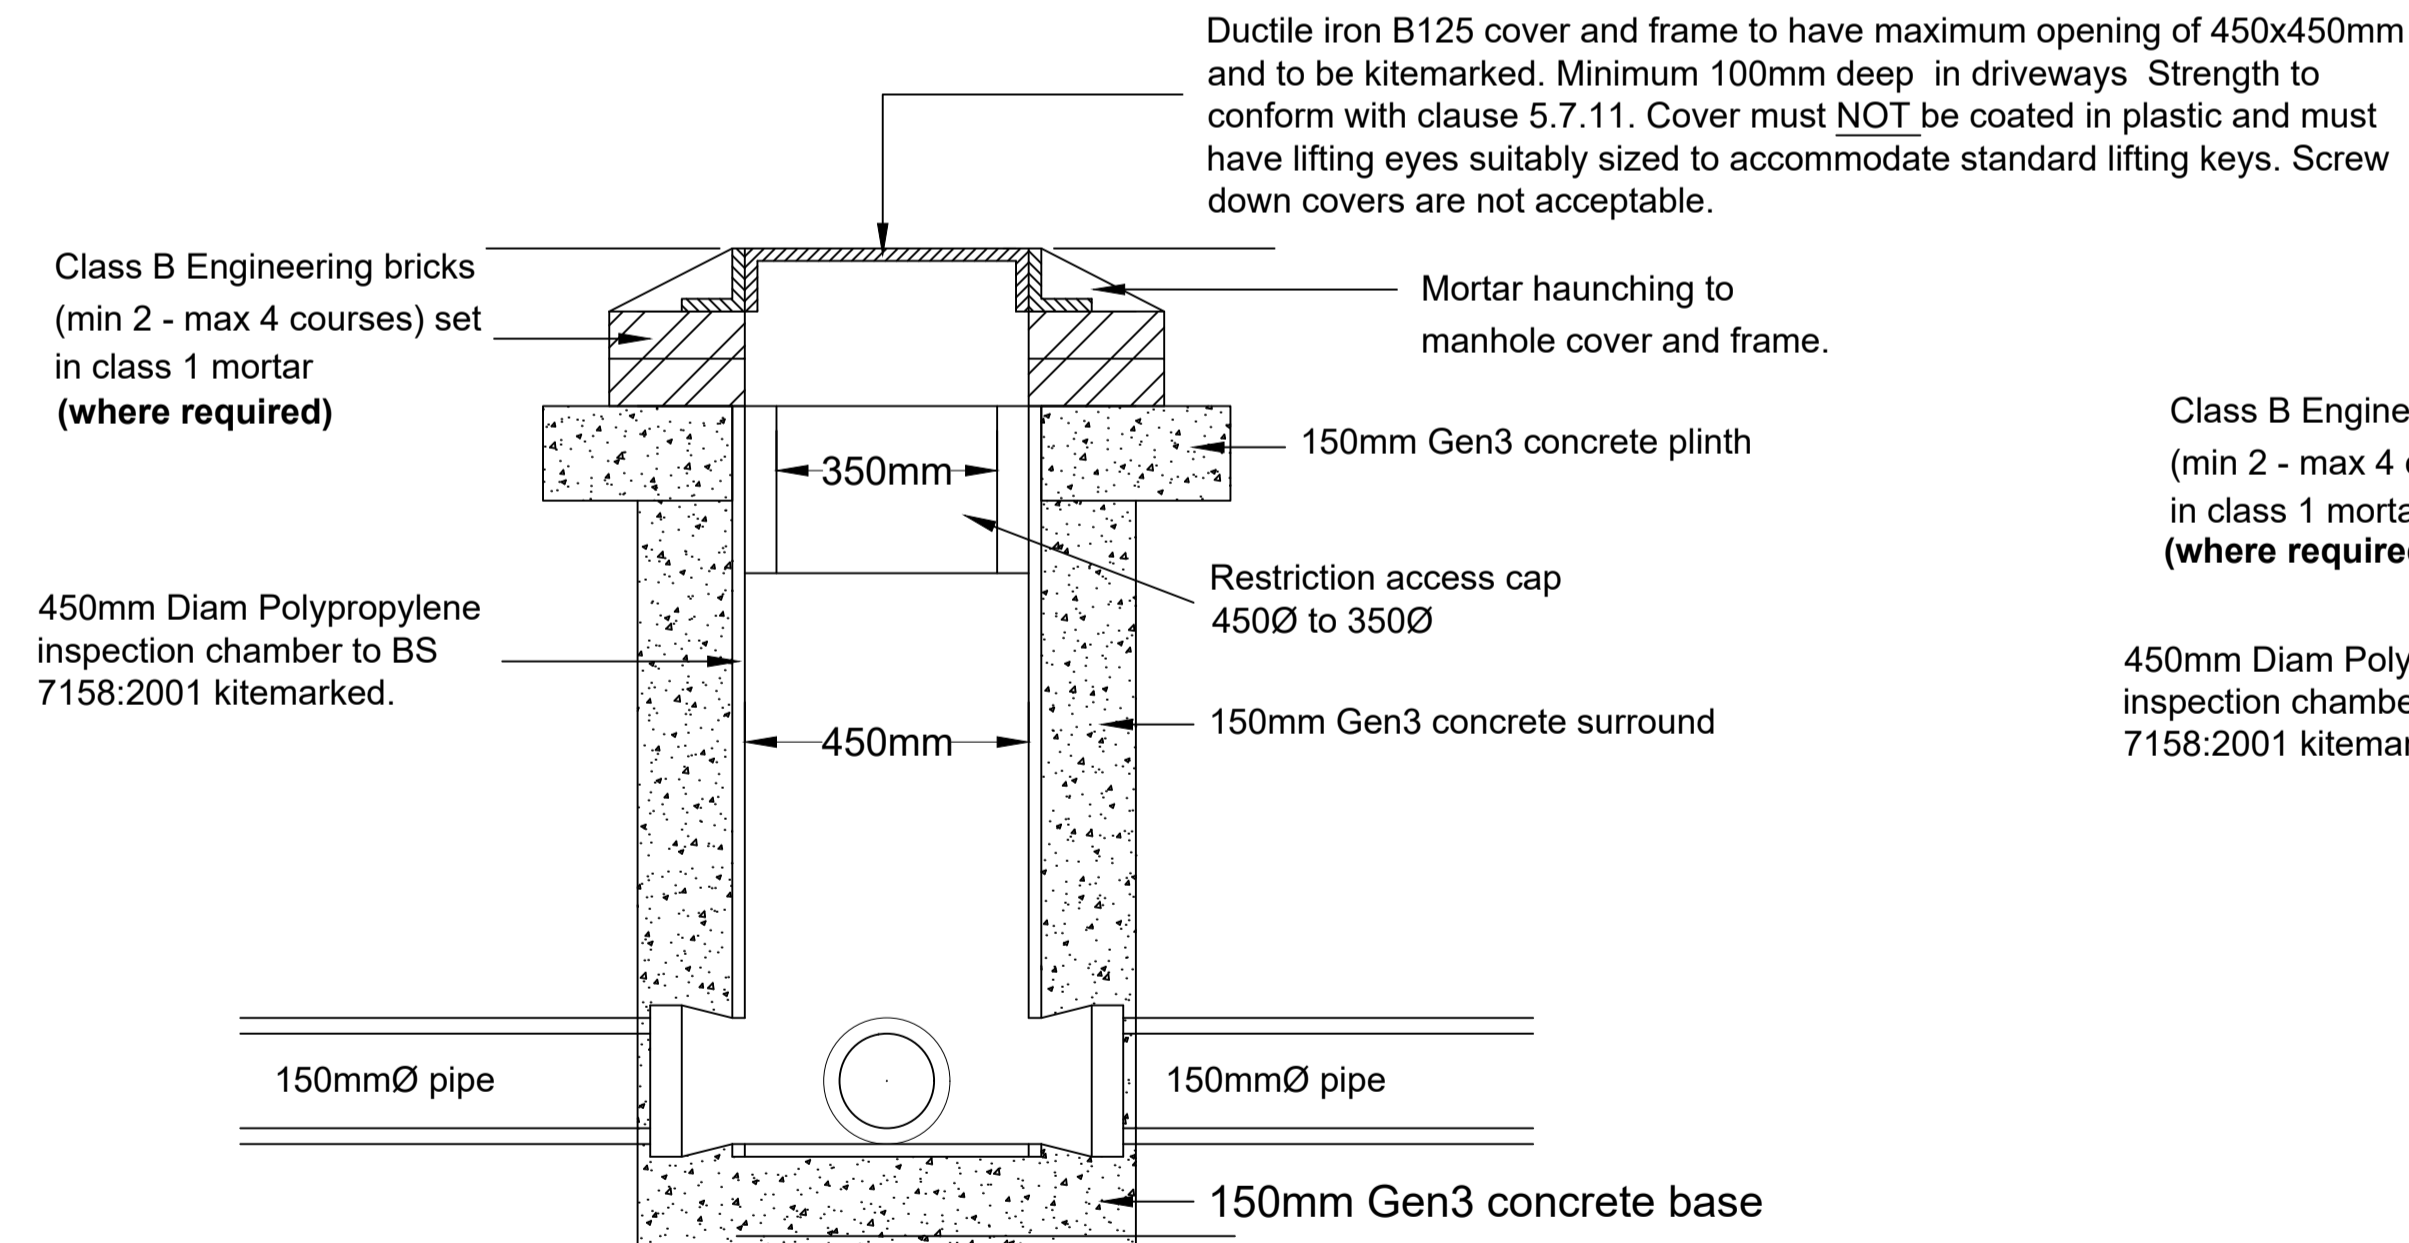 Ductile iron B125 cover and frame to have maximum opening of 450x450mm
and to be kitemarked. Minimum 100mm deep in driveways Strength to
conform with clause 5.7.11. Cover must NOT be coated in plastic and must
have lifting eyes suitably sized to accommodate standard lifting keys. Screw
down covers are not acceptable.
Class B Engineering bricks
(min 2 - max 4 courses) set
in class 1 mortar
(where required)
Mortar haunching to
manhole cover and frame.
150mm Gen3 concrete plinth
350mm
Restriction access cap
450Ø to 350Ø
450mm Diam Polypropylene
inspection chamber to BS
7158:2001 kitemarked.
150mm Gen3 concrete surround
450mm
150mmØ pipe
150mmØ pipe
150mm Gen3 concrete base
Class B
(min 2 - max 4
in class 1
(where
450mm Diam
inspection
7158:2001